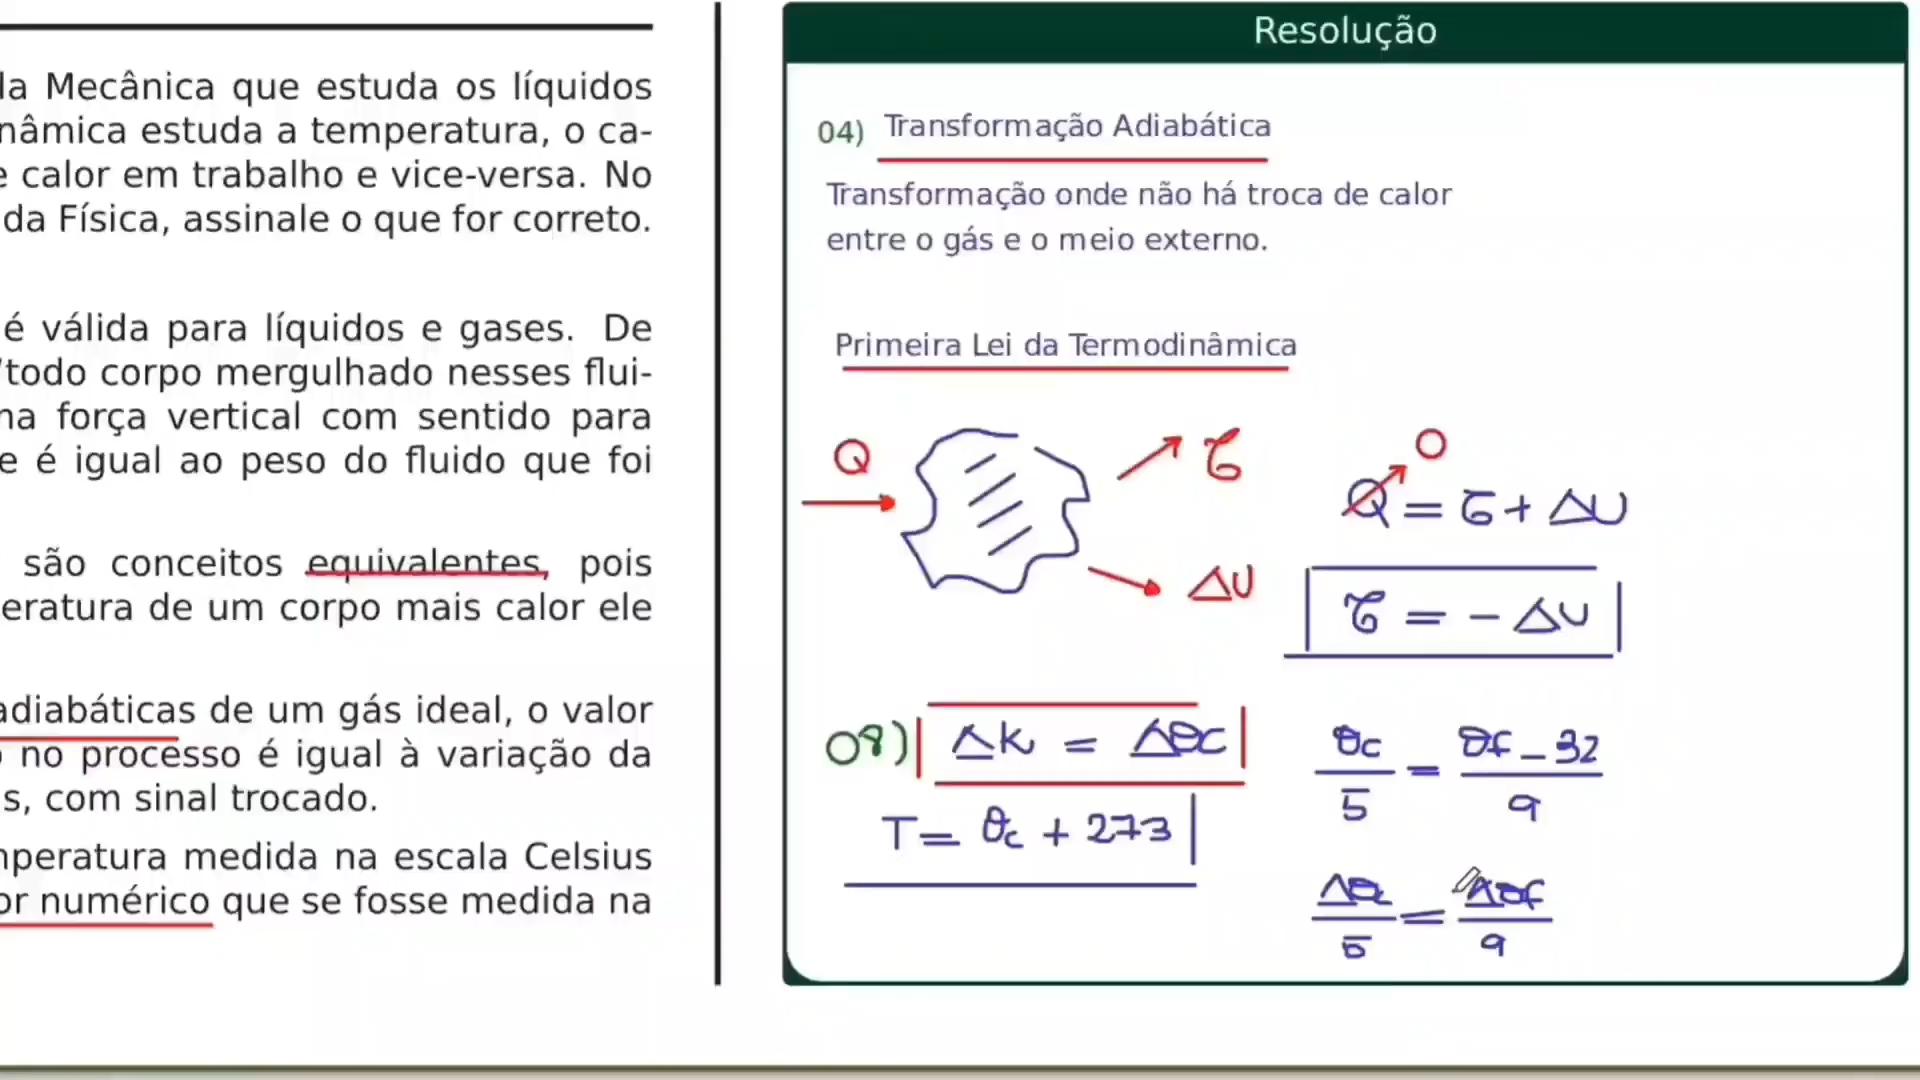 la Mecânica que estuda os líquidos
nâmica estuda a temperatura, o ca-
e calor em trabalho e vice-versa. No
da Física, assinale o que for correto.
é válida para líquidos e gases. De
"todo corpo mergulhado nesses flui-
ma força vertical com sentido para
e é igual ao peso do fluido que foi
são conceitos equivalentes, pois
eratura de um corpo mais calor ele
adiabáticas de um gás ideal, o valor
o no processo é igual à variação da
s, com sinal trocado.
mperatura medida na escala Celsius
or numérico que se fosse medida na
Resolução
04) Transformação Adiabática
Transformação onde não há troca de calor
entre o gás e o meio externo.
Primeira Lei da Termodinâmica
Q
τ
ΔU
0
Q = τ + ΔU
τ = - ΔU
08) ΔK = ΔθC
T = θc + 273
θc/5 = θf - 32/9
Δθc/5 = Δθf/9